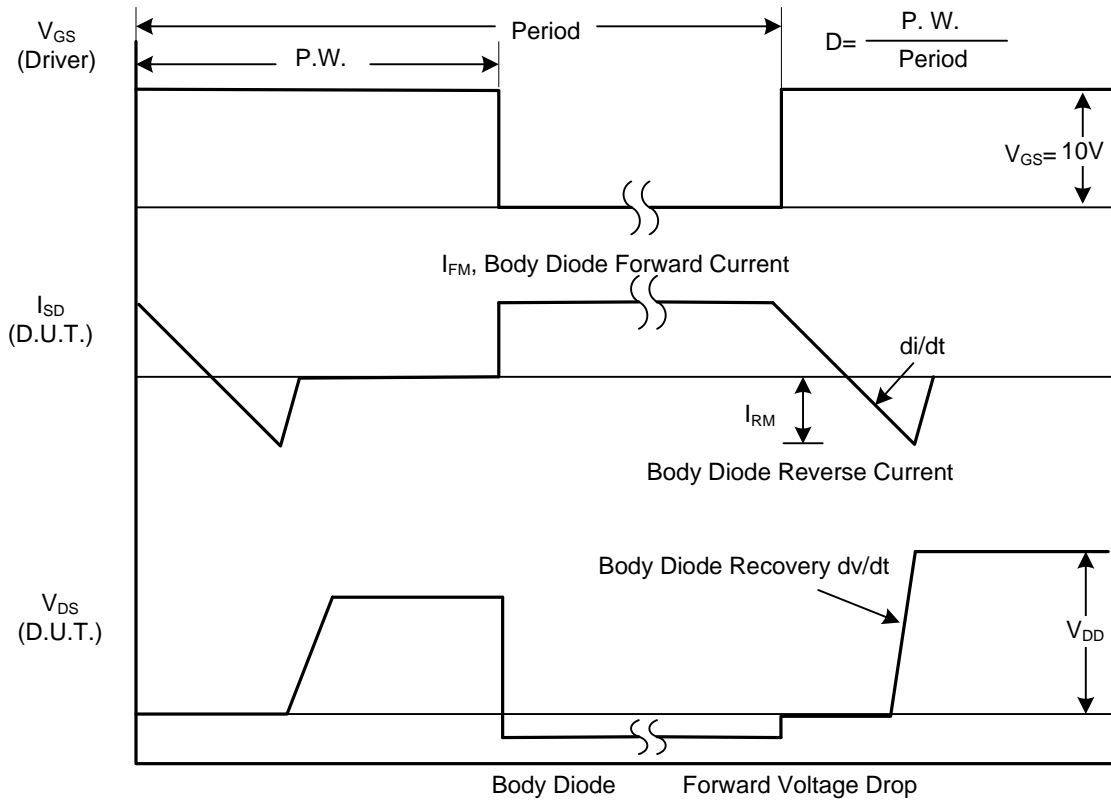 VGS
(Driver)
Period
P.W.
D= P. W.
Period
VGS= 10V
IFM, Body Diode Forward Current
ISD
(D.U.T.)
di/dt
IRM
Body Diode Reverse Current
Body Diode Recovery dv/dt
VDS
(D.U.T.)
VDD
Body Diode Forward Voltage Drop